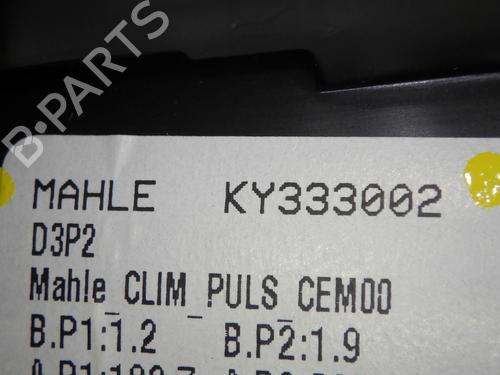 B-PARTS
MAHLE KY333002
D3P2
Mahle_CLIM_PULS_CEM00
B.P1:1.2 B.P2:1.9